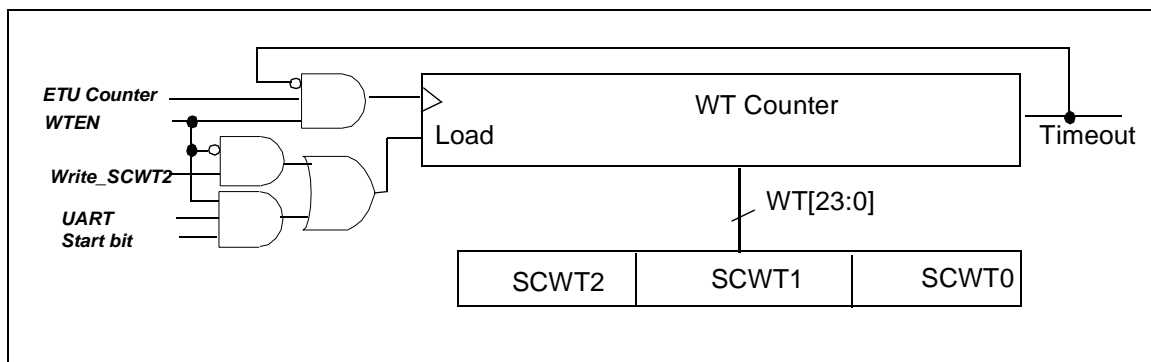 ETU Counter
WTEN
WT Counter
Load
Timeout
Write_SCWT2
UART
Start bit
WT[23:0]
SCWT2
SCWT1
SCWT0